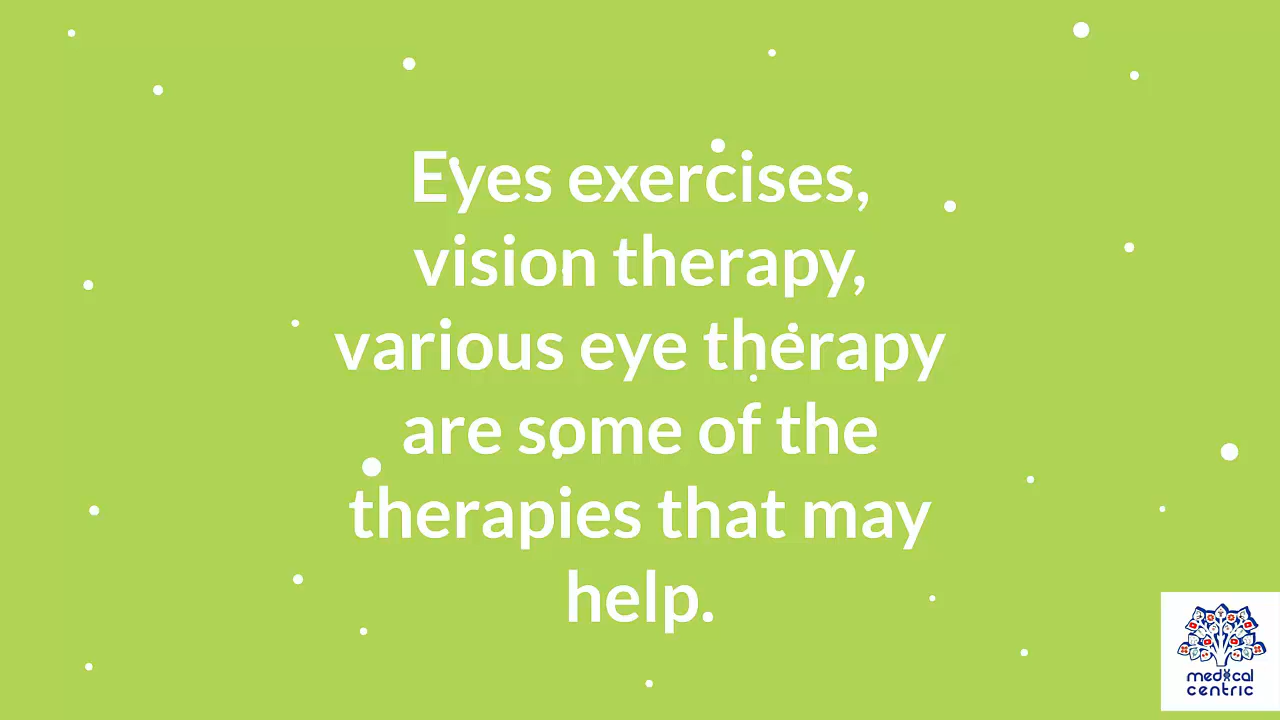 Eyes exercises,
vision therapy,
various eye therapy
are some of the
therapies that may
help.
medical
centric